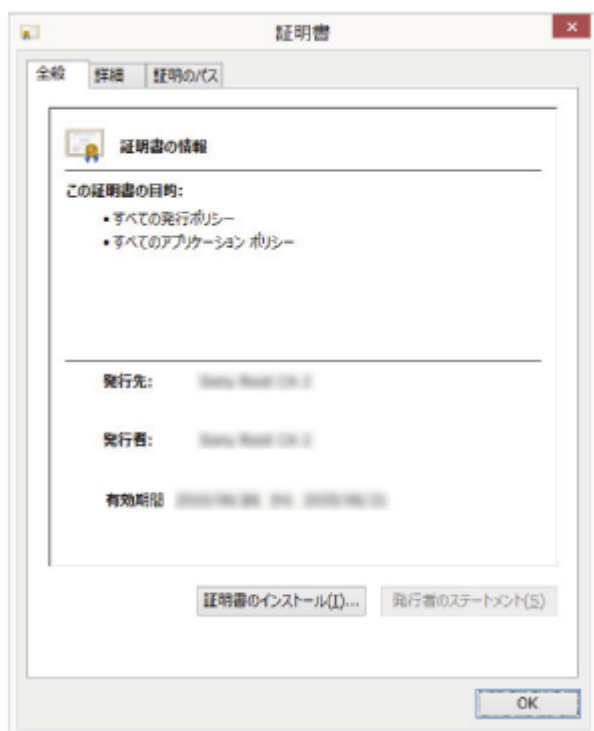 証明書
全般 詳細 証明のパス
証明書の情報
この証明書の目的:
• すべての発行ポリシー
• すべてのアプリケーション ポリシー
発行先:
発行者:
有効期間
証明書のインストール(I)... 発行者のステートメント(S)
OK